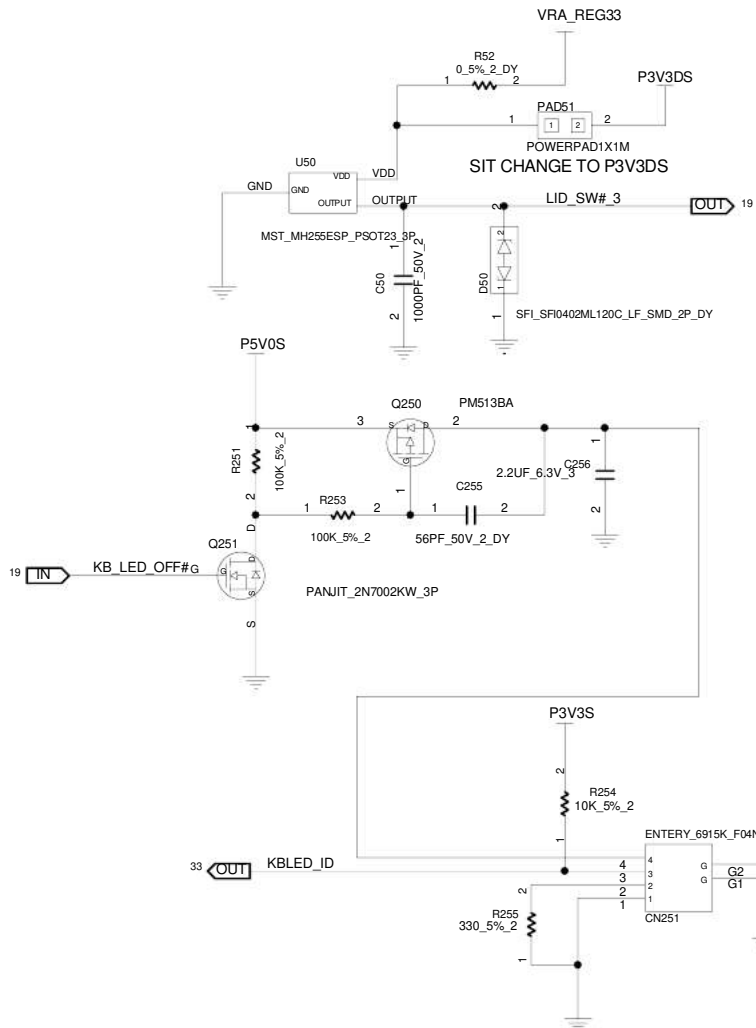 VRA_REG33
R52
0_5%_2_DY
1 2
P3V3DS
PAD51
1 1 2 2
POWERPAD1X1M
SIT CHANGE TO P3V3DS
U50
VDD VDD
GND GND
OUTPUT OUTPUT
2 LID_SW#_3 OUT 19
MST_MH255ESP_PSOT23_3P
1 C50 1000PF_50V_2 2
2 D50 1
1
SFI_SFI0402ML120C_LF_SMD_2P_DY
P5V0S
Q250 PM513BA
1 3 S D 2
R251 100K_5%_2
G
1
2
C255 2.2UF_6.3V_3 C256
1
2
R253
1 2 1 2
D 100K_5%_2 56PF_50V_2_DY
Q251
D
19 IN KB_LED_OFF# G G
S
PANJIT_2N7002KW_3P
S
P3V3S
2
R254
10K_5%_2
1
ENTERY_6915K_F04N
33 OUT KBLED_ID
4 4
3 3
2 2
1 1
G G2
G G1
CN251
2
R255
330_5%_2
1